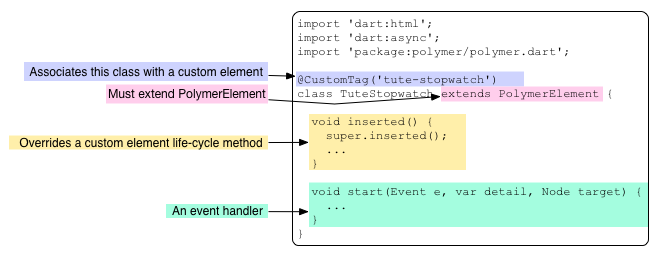 import 'dart:html';
import 'dart:async';
import 'package:polymer/polymer.dart';
Associates this class with a custom element
@CustomTag('tute-stopwatch')
Must extend PolymerElement
class TuteStopwatch extends PolymerElement {
void inserted() {
Overrides a custom element life-cycle method
super.inserted();
...
}
void start(Event e, var detail, Node target) {
An event handler
...
}
}